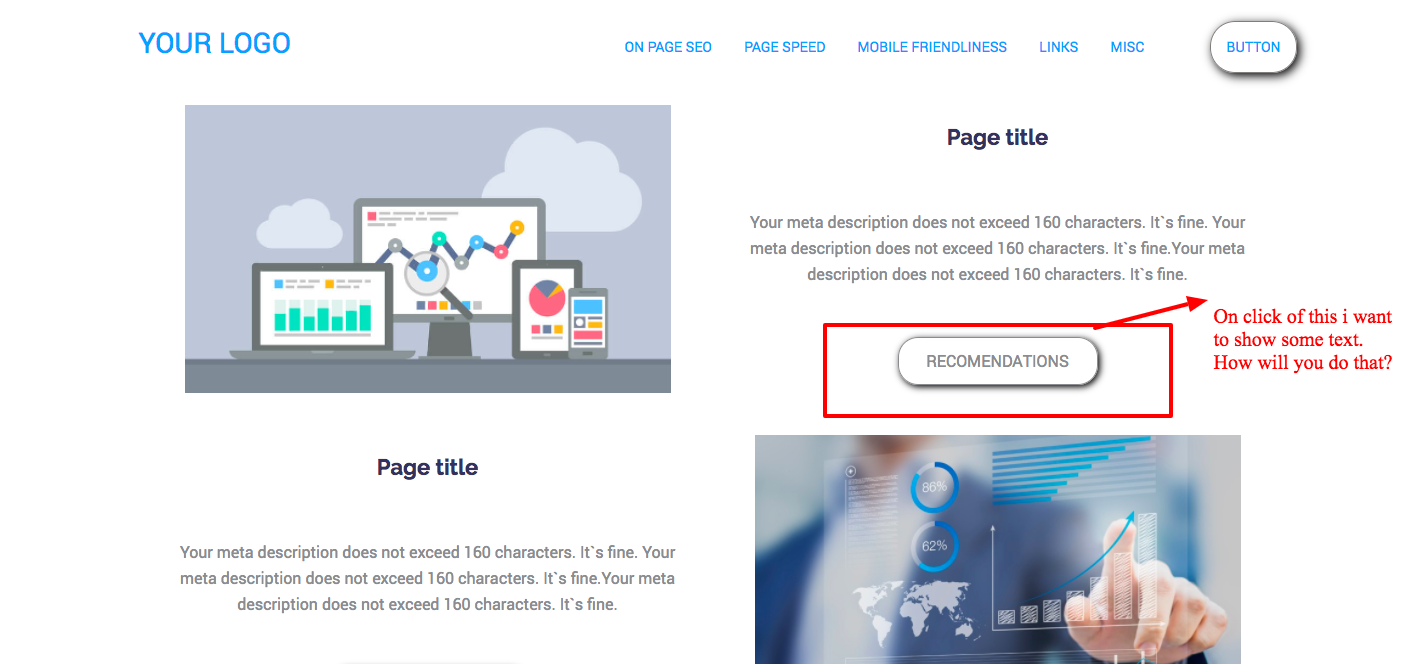 YOUR LOGO
ON PAGE SEO PAGE SPEED MOBILE FRIENDLINESS LINKS MISC BUTTON
Page title
Your meta description does not exceed 160 characters. It`s fine. Your
meta description does not exceed 160 characters. It`s fine.Your meta
description does not exceed 160 characters. It`s fine.
RECOMENDATIONS
On click of this i want
to show some text.
How will you do that?
Page title
Your meta description does not exceed 160 characters. It`s fine. Your
meta description does not exceed 160 characters. It`s fine.Your meta
description does not exceed 160 characters. It`s fine.
86%
62%